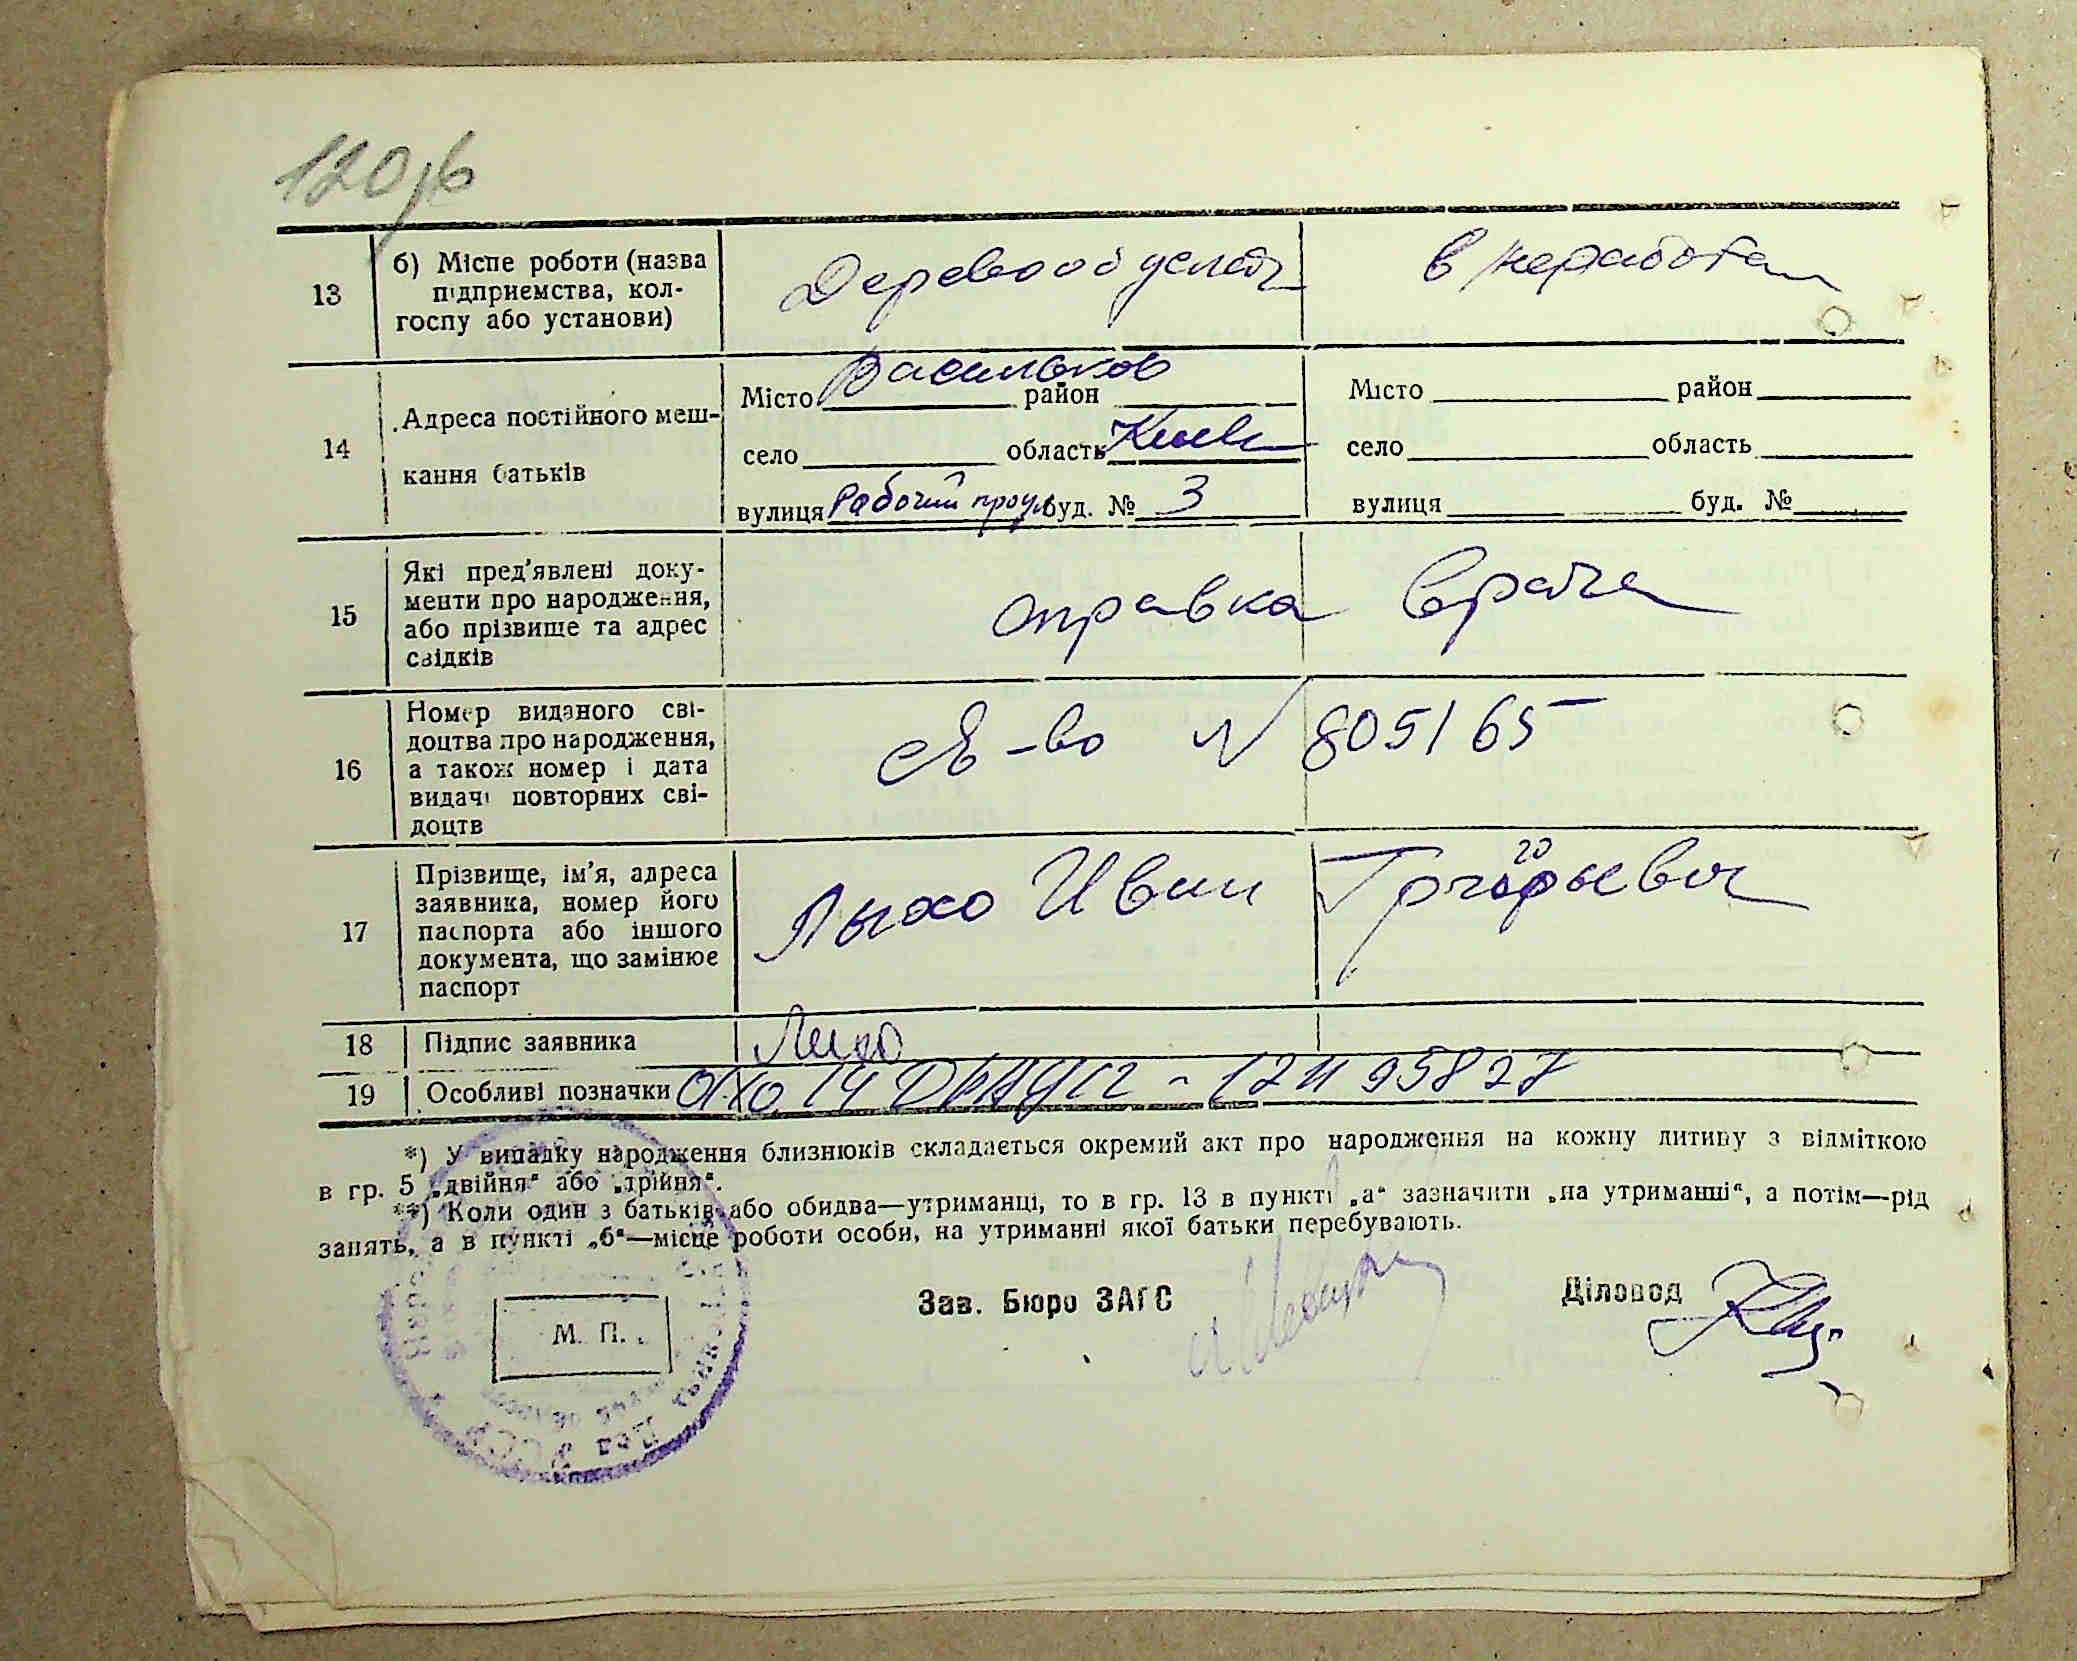 13
б) Місце роботи (назва
підприємства, кол-
госпу або установи)
14
Адреса постійного меш-
кання батьків
Місто Васильков район
село область Киевск
вулиця Рабочий буд. № 3
Місто район
село область
вулиця буд. №
15
Які пред'явлені доку-
менти про народження,
або прізвище та адрес
свідків
справка врача
16
Номер виданого сві-
доцтва про народження,
а також номер і дата
видачі повторних сві-
доцтв
св-во N 805165
17
Прізвище, ім'я, адреса
заявника, номер його
паспорта або іншого
документа, що замінює
паспорт
Лыхо Иван Григорьевич
18
Підпис заявника
Лихо
19
Особливі позначки
*) У випадку народження близнюків складається окремий акт про народження на кожну дитину з відміткою
в гр. 5 „двійня“ або „трійня“.
**) Коли один з батьків або обидва—утриманці, то в гр. 13 в пункті „а“ зазначити „на утриманні“, а потім—рід
занять, а в пункті „б“—місце роботи особи, на утриманні якої батьки перебувають.
Зав. Бюро ЗАГС
Діловод
М. П.